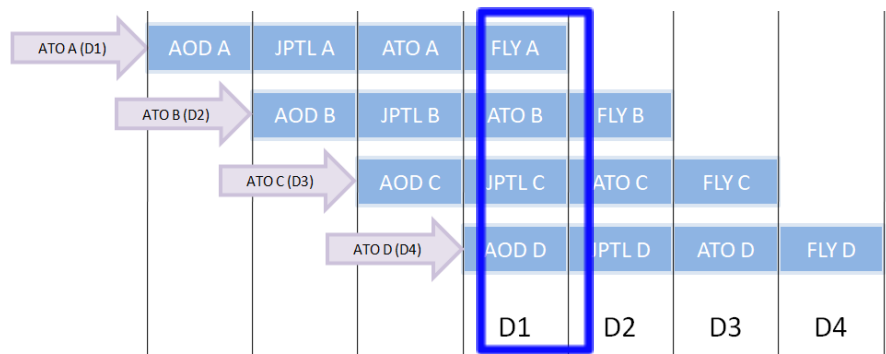 ATO A (D1) AOD A JPTL A ATO A FLY A
ATO B (D2) AOD B JPTL B ATO B FLY B
ATO C (D3) AOD C JPTL C ATO C FLY C
ATO D (D4) AOD D JPTL D ATO D FLY D
D1 D2 D3 D4